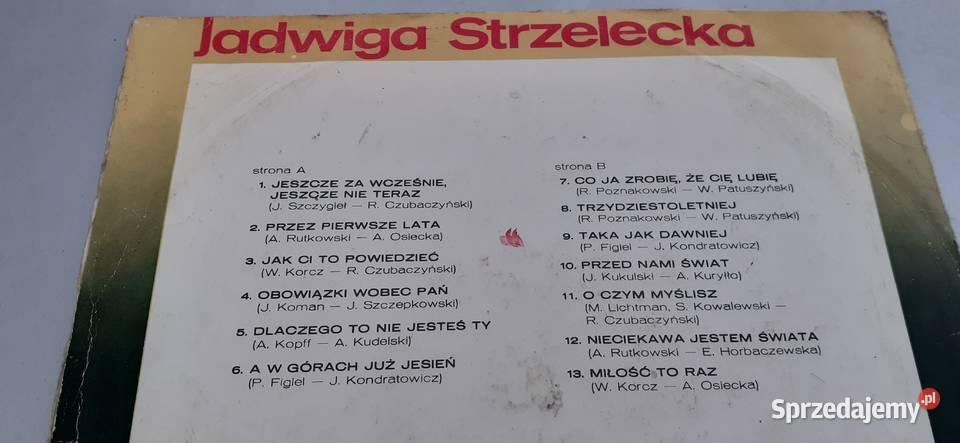 Jadwiga Strzelecka
strona A
1. JESZCZE ZA WCZEŚNIE,
JESZCZE NIE TERAZ
(J. Szczygieł – R. Czubaczyński)
2. PRZEZ PIERWSZE LATA
(A. Rutkowski – A. Osiecka)
3. JAK CI TO POWIEDZIEĆ
(W. Korcz – R. Czubaczyński)
4. OBOWIĄZKI WOBEC PAŃ
(J. Koman – J. Szczepkowski)
5. DLACZEGO TO NIE JESTEŚ TY
(A. Kopff – A. Kudelski)
6. A W GÓRACH JUŻ JESIEŃ
(P. Figiel – J. Kondratowicz)
strona B
7. CO JA ZROBIĘ, ŻE CIĘ LUBIĘ
(R. Poznakowski – W. Patuszyński)
8. TRZYDZIESTOLETNIEJ
(R. Poznakowski – W. Patuszyński)
9. TAKA JAK DAWNIEJ
(P. Figiel – J. Kondratowicz)
10. PRZED NAMI ŚWIAT
(J. Kukulski – A. Kuryłło)
11. O CZYM MYŚLISZ
(M. Lichtman, S. Kowalewski –
R. Czubaczyński)
12. NIECIEKAWA JESTEM ŚWIATA
(A. Rutkowski – E. Horbaczewska)
13. MIŁOŚĆ TO RAZ
(W. Korcz – A. Osiecka)
Sprzedajemy.pl